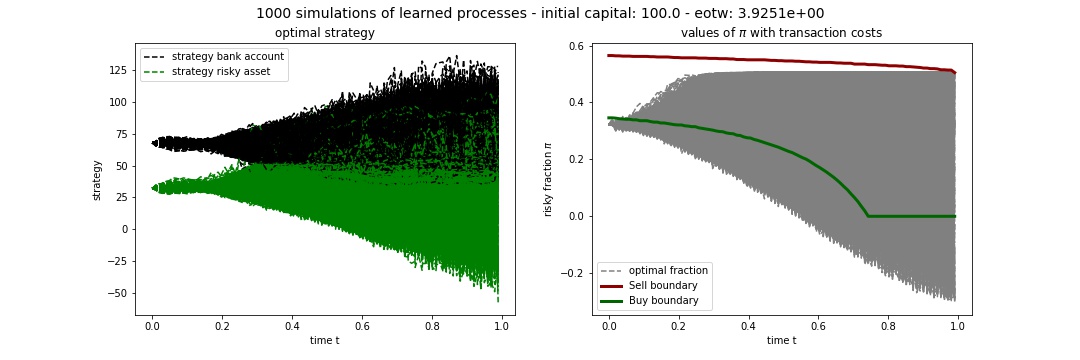 1000 simulations of learned processes - initial capital: 100.0 - eotw: 3.9251e+00
optimal strategy
strategy bank account
strategy risky asset
125
100
75
50
25
0
−25
−50
strategy
0.0 0.2 0.4 0.6 0.8 1.0
time t
values of π with transaction costs
0.6
0.4
0.2
0.0
−0.2
risky fraction π
optimal fraction
Sell boundary
Buy boundary
0.0 0.2 0.4 0.6 0.8 1.0
time t